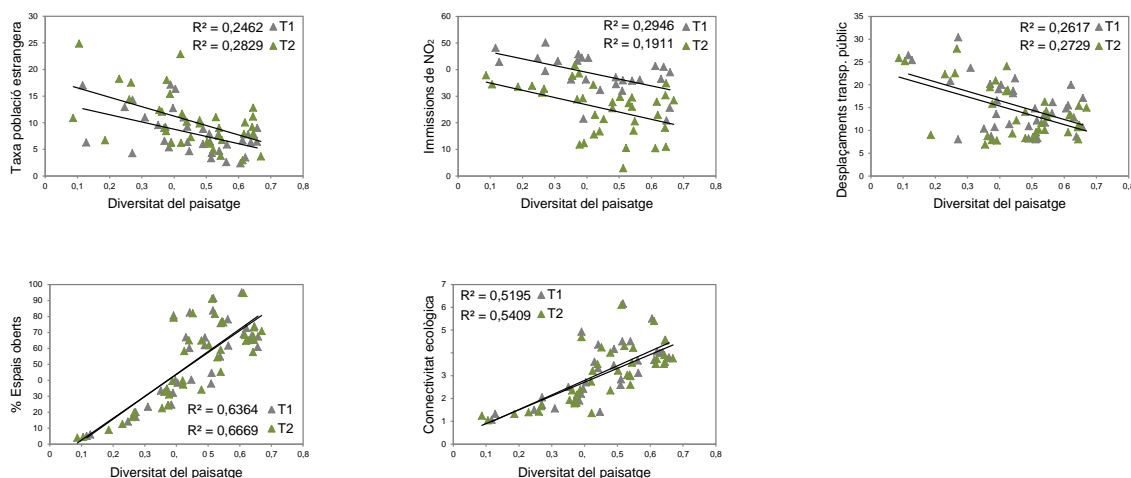 Taxa població estrangera
30
25
20
15
10
5
0
R² = 0,2462 T1
R² = 0,2829 T2
0 0,1 0,2 0,3 0, 0,5 0,6 0,7 0,8
Diversitat del paisatge
Immissions de NO₂
60
50
0
30
20
10
0
R² = 0,2946 T1
R² = 0,1911 T2
0 0,1 0,2 0,3 0, 0,5 0,6 0,7 0,8
Diversitat del paisatge
Desplaçaments transp. públic
35
30
25
20
15
10
5
0
R² = 0,2617 T1
R² = 0,2729 T2
0 0,1 0,2 0,3 0, 0,5 0,6 0,7 0,8
Diversitat del paisatge
% Espais oberts
100
90
80
70
60
50
0
30
20
10
0
R² = 0,6364 T1
R² = 0,6669 T2
0 0,1 0,2 0,3 0, 0,5 0,6 0,7 0,8
Diversitat del paisatge
Connectivitat ecològica
7
6
5
3
2
1
0
R² = 0,5195 T1
R² = 0,5409 T2
0 0,1 0,2 0,3 0, 0,5 0,6 0,7 0,8
Diversitat del paisatge